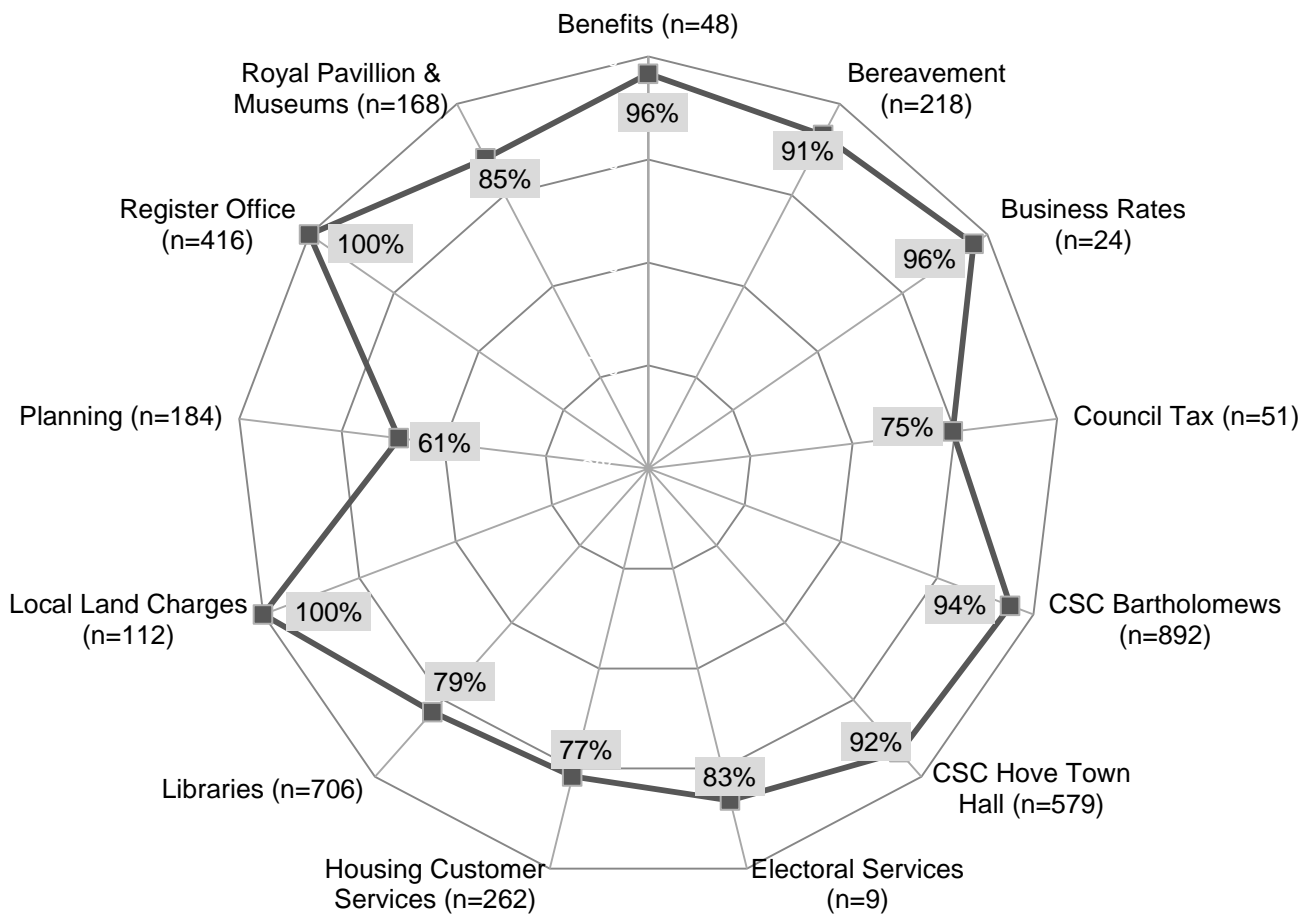 Benefits (n=48)
Royal Pavillion &
Museums (n=168)
Bereavement
(n=218)
96%
91%
85%
Register Office
(n=416)
Business Rates
(n=24)
100%
96%
Planning (n=184)
Council Tax (n=51)
61%
75%
Local Land Charges
(n=112)
100%
94%
CSC Bartholomews
(n=892)
79%
77%
83%
92%
Libraries (n=706)
CSC Hove Town
Hall (n=579)
Housing Customer
Services (n=262)
Electoral Services
(n=9)